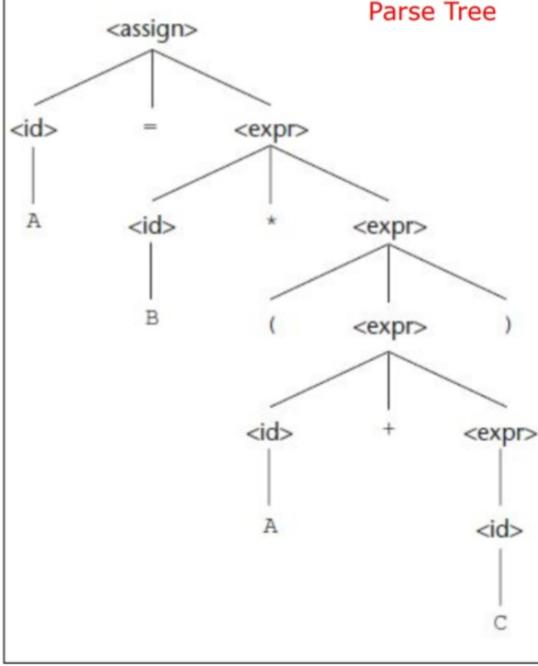 Parse Tree
<assign>
<id> = <expr>
A <id> * <expr>
B ( <expr> )
<id> + <expr>
A <id>
C